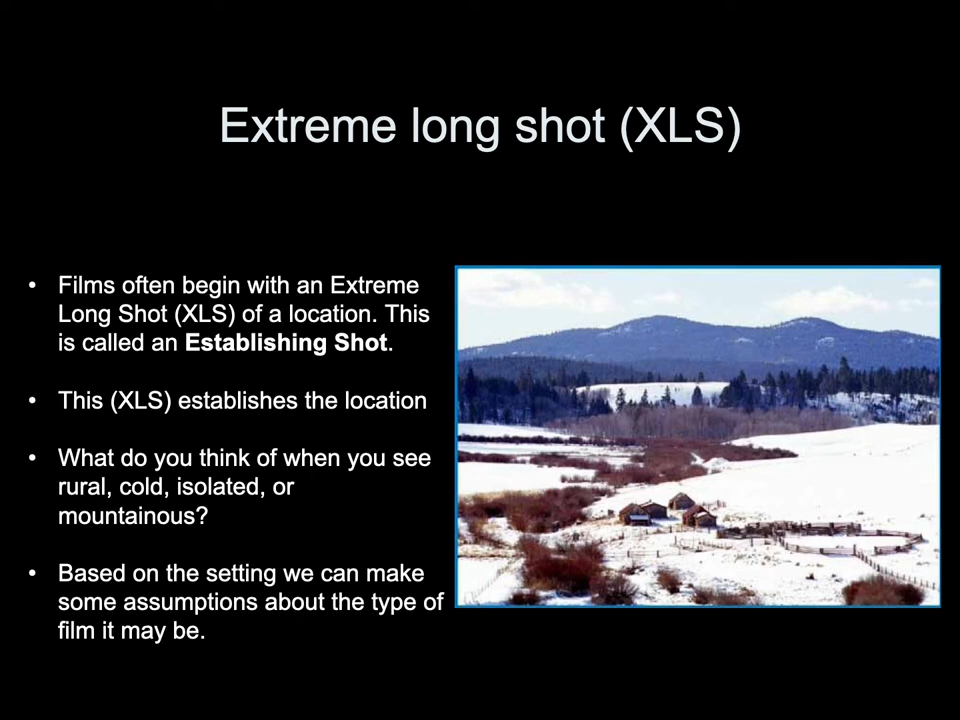 Extreme long shot (XLS)
• Films often begin with an Extreme
Long Shot (XLS) of a location. This
is called an Establishing Shot.
• This (XLS) establishes the location
• What do you think of when you see
rural, cold, isolated, or
mountainous?
• Based on the setting we can make
some assumptions about the type of
film it may be.